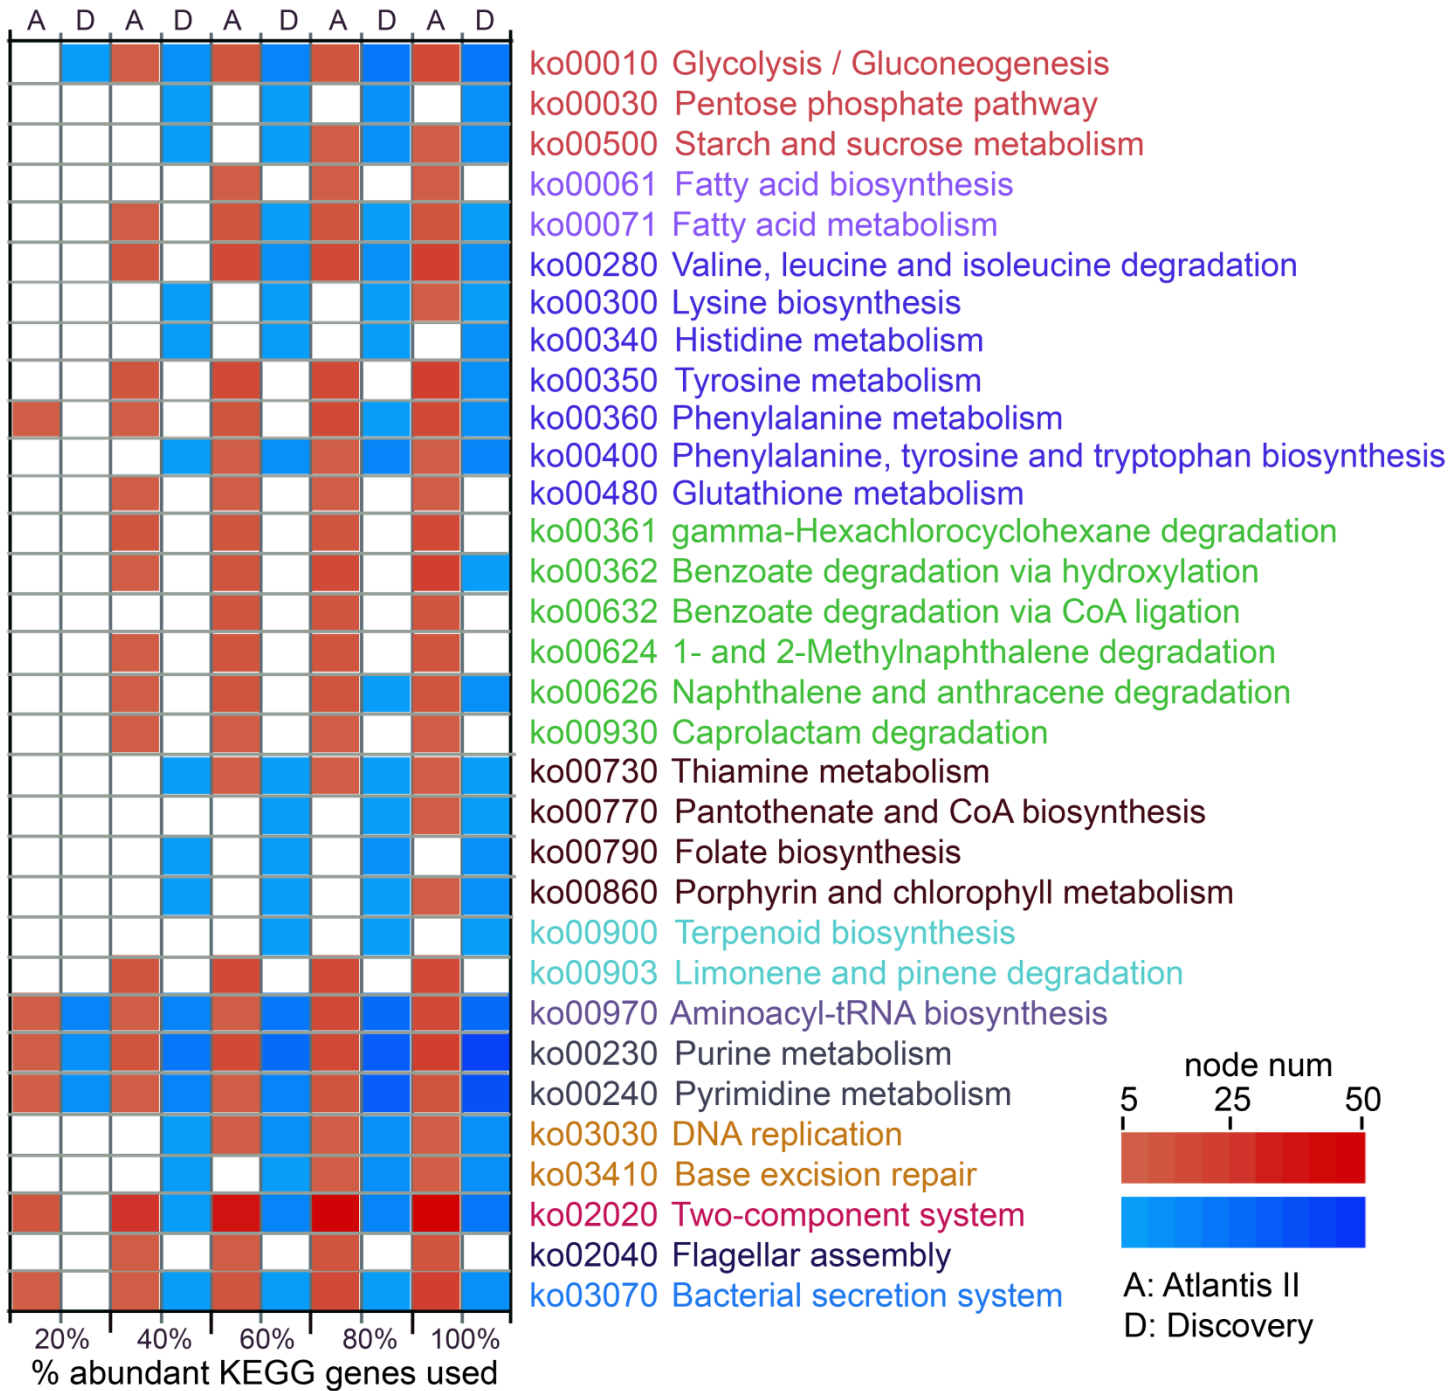 A D A D A D A D A D
ko00010 Glycolysis / Gluconeogenesis
ko00030 Pentose phosphate pathway
ko00500 Starch and sucrose metabolism
ko00061 Fatty acid biosynthesis
ko00071 Fatty acid metabolism
ko00280 Valine, leucine and isoleucine degradation
ko00300 Lysine biosynthesis
ko00340 Histidine metabolism
ko00350 Tyrosine metabolism
ko00360 Phenylalanine metabolism
ko00400 Phenylalanine, tyrosine and tryptophan biosynthesis
ko00480 Glutathione metabolism
ko00361 gamma-Hexachlorocyclohexane degradation
ko00362 Benzoate degradation via hydroxylation
ko00632 Benzoate degradation via CoA ligation
ko00624 1- and 2-Methylnaphthalene degradation
ko00626 Naphthalene and anthracene degradation
ko00930 Caprolactam degradation
ko00730 Thiamine metabolism
ko00770 Pantothenate and CoA biosynthesis
ko00790 Folate biosynthesis
ko00860 Porphyrin and chlorophyll metabolism
ko00900 Terpenoid biosynthesis
ko00903 Limonene and pinene degradation
ko00970 Aminoacyl-tRNA biosynthesis
ko00230 Purine metabolism
ko00240 Pyrimidine metabolism
ko03030 DNA replication
ko03410 Base excision repair
ko02020 Two-component system
ko02040 Flagellar assembly
ko03070 Bacterial secretion system
20% 40% 60% 80% 100%
% abundant KEGG genes used
node num
5 25 50
A: Atlantis II
D: Discovery